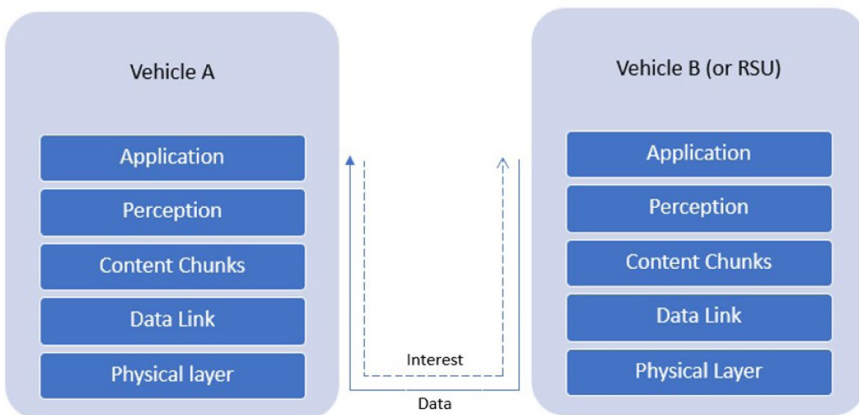 Vehicle A
Application
Perception
Content Chunks
Data Link
Physical layer
Interest
Data
Vehicle B (or RSU)
Application
Perception
Content Chunks
Data Link
Physical Layer